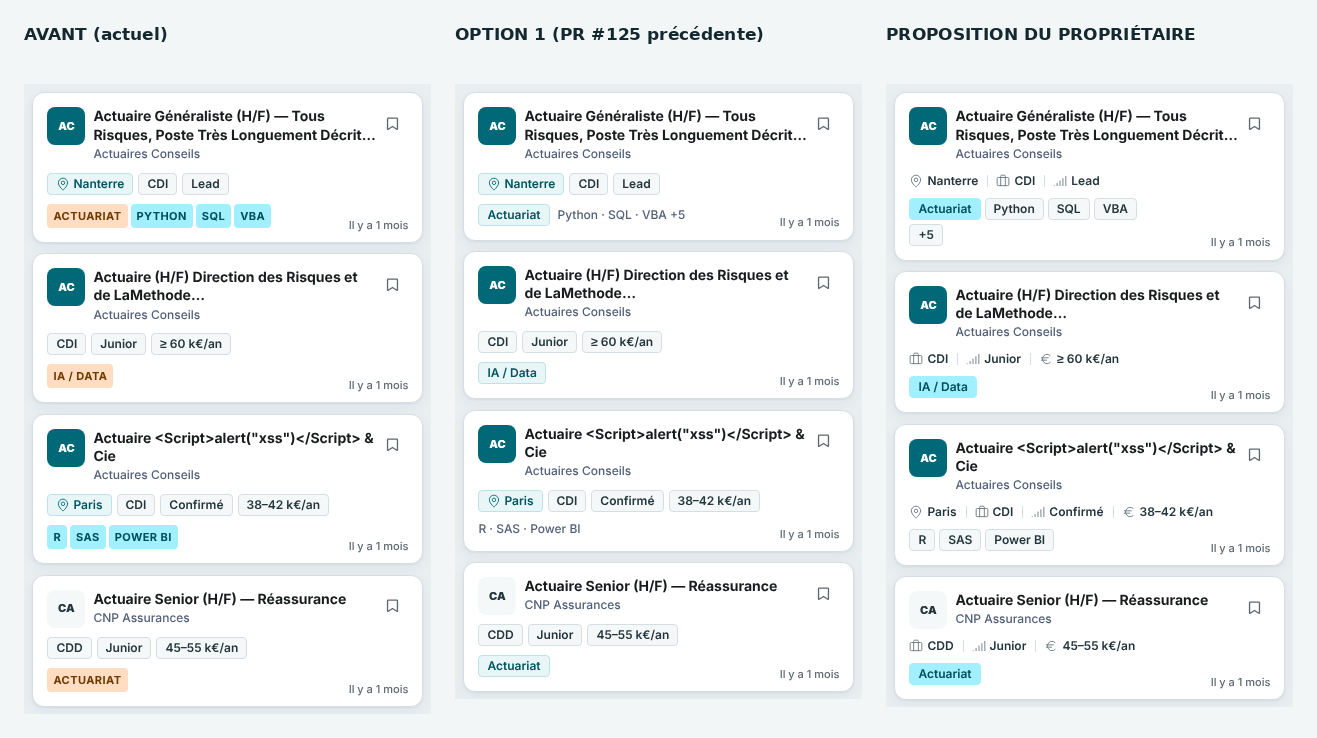 AVANT (actuel)
AC
Actuaire Généraliste (H/F) — Tous
Risques, Poste Très Longuement Décrit...
Actuaires Conseils
Nanterre CDI Lead
ACTUARIAT PYTHON SQL VBA
Il y a 1 mois
AC
Actuaire (H/F) Direction des Risques et
de LaMethode...
Actuaires Conseils
CDI Junior ≥ 60 k€/an
IA / DATA
Il y a 1 mois
AC
Actuaire <Script>alert("xss")</Script> &
Cie
Actuaires Conseils
Paris CDI Confirmé 38–42 k€/an
R SAS POWER BI
Il y a 1 mois
CA
Actuaire Senior (H/F) — Réassurance
CNP Assurances
CDD Junior 45–55 k€/an
ACTUARIAT
Il y a 1 mois
OPTION 1 (PR #125 précédente)
AC
Actuaire Généraliste (H/F) — Tous
Risques, Poste Très Longuement Décrit...
Actuaires Conseils
Nanterre CDI Lead
Actuariat Python · SQL · VBA +5
Il y a 1 mois
AC
Actuaire (H/F) Direction des Risques et
de LaMethode...
Actuaires Conseils
CDI Junior ≥ 60 k€/an
IA / Data
Il y a 1 mois
AC
Actuaire <Script>alert("xss")</Script> &
Cie
Actuaires Conseils
Paris CDI Confirmé 38–42 k€/an
R · SAS · Power BI
Il y a 1 mois
CA
Actuaire Senior (H/F) — Réassurance
CNP Assurances
CDD Junior 45–55 k€/an
Actuariat
Il y a 1 mois
PROPOSITION DU PROPRIÉTAIRE
AC
Actuaire Généraliste (H/F) — Tous
Risques, Poste Très Longuement Décrit...
Actuaires Conseils
Nanterre CDI Lead
Actuariat Python SQL VBA
+5
Il y a 1 mois
AC
Actuaire (H/F) Direction des Risques et
de LaMethode...
Actuaires Conseils
CDI Junior € ≥ 60 k€/an
IA / Data
Il y a 1 mois
AC
Actuaire <Script>alert("xss")</Script> &
Cie
Actuaires Conseils
Paris CDI Confirmé € 38–42 k€/an
R SAS Power BI
Il y a 1 mois
CA
Actuaire Senior (H/F) — Réassurance
CNP Assurances
CDD Junior € 45–55 k€/an
Actuariat
Il y a 1 mois